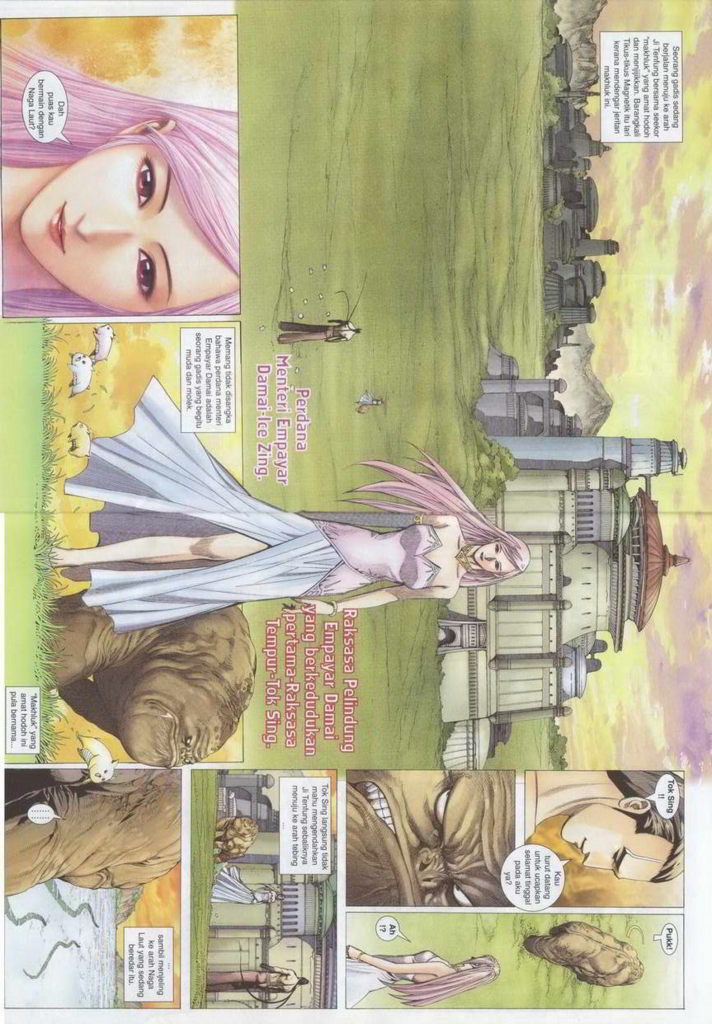 Seorang gadis sedang
berjalan menuju ke arah
Ji Tenfung bersama seekor
"makhluk" yang amat hodoh
dan menjijikkan. Barangkali
Tikus-tikus Magnetik itu lari
kerana mendengar jeritan
makhluk ini.
Dah
puas kau
bermain dengan
Naga Laut?
Memang tidak disangka
bahawa perdana menteri
Empayar Damai adalah
seorang gadis yang begitu
muda dan molek.
Perdana
Menteri Empayar
Damai-Ice Zing.
Raksasa Pelindung
Empayar Damai
yang berkedudukan
pertama-Raksasa
Tempur-Tok Sing.
"Makhluk" yang
amat hodoh ini
pula bernama...
Tok Sing
!!
Kau
turut datang
untuk ucapkan
selamat tinggal
pada aku
ya?
Pukk!
Ah
!?
Tok Sing langsung tidak
mahu mengendahkan
Ji Tenfung sebaliknya
menuju ke arah tebing
...
...
sambil menjeling
ke arah Naga
Laut yang sedang
beredar itu.